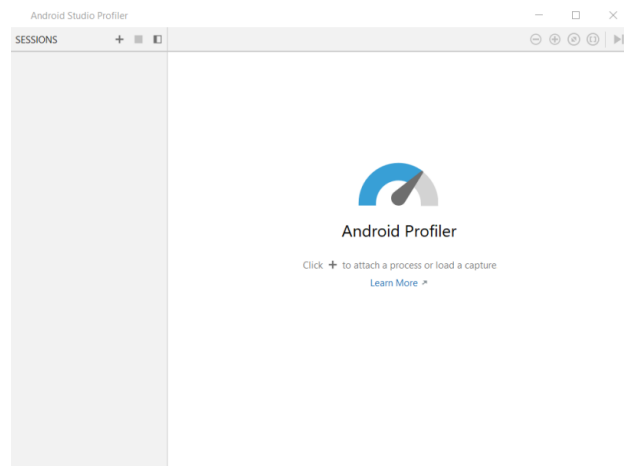 Android Studio Profiler
SESSIONS
Android Profiler
Click + to attach a process or load a capture
Learn More ↗